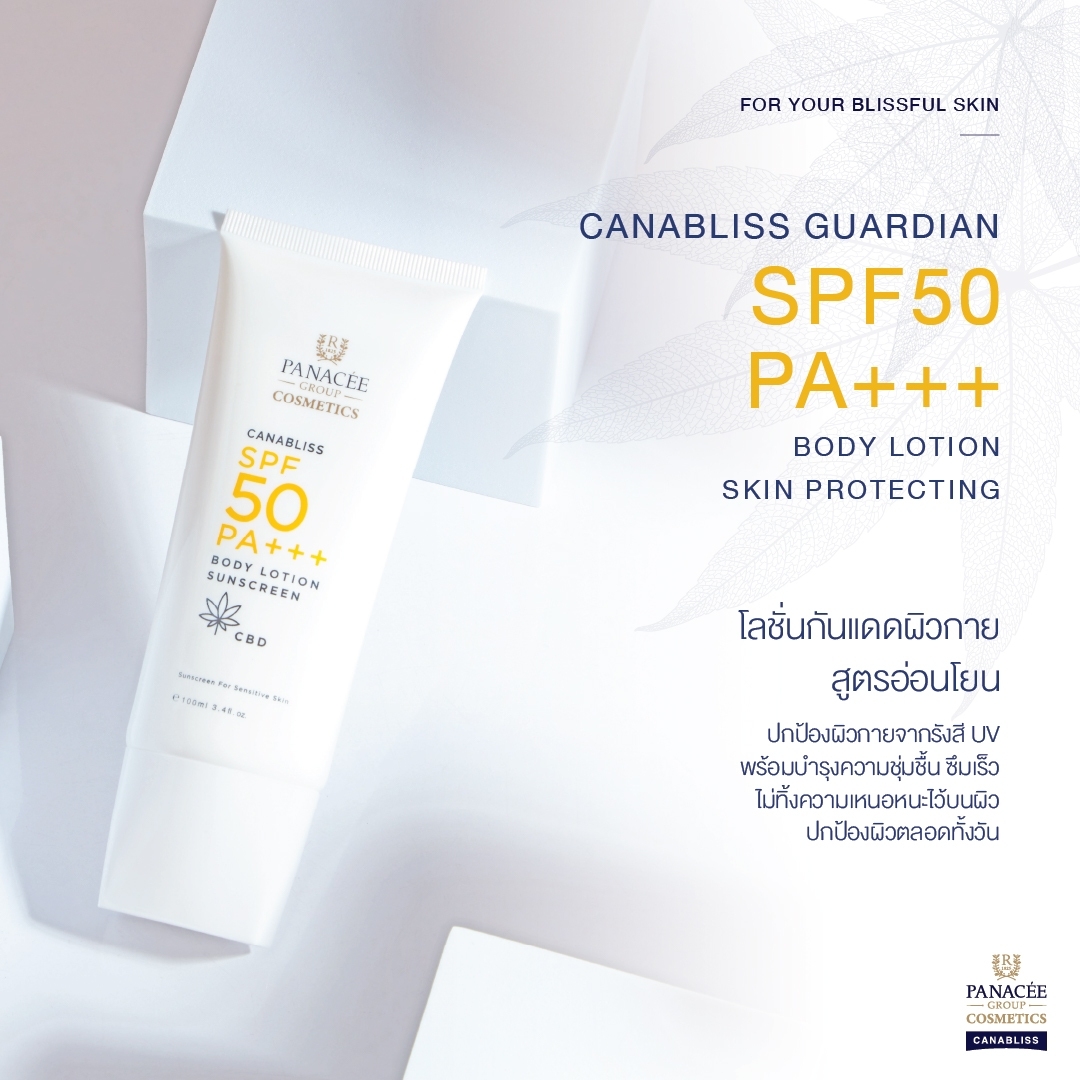 FOR YOUR BLISSFUL SKIN
CANABLISS GUARDIAN
SPF50
PA+++
BODY LOTION
SKIN PROTECTING
โลชั่นกันแดดผิวกาย
สูตรอ่อนโยน
ปกป้องผิวกายจากรังสี UV
พร้อมบำรุงความชุ่มชื้น ซึมเร็ว
ไม่ทิ้งความเหนอหนะไว้บนผิว
ปกป้องผิวตลอดทั้งวัน
R
PANACÉE
GROUP
COSMETICS
CANABLISS
SPF
50
PA+++
BODY LOTION
SUNSCREEN
CBD
Sunscreen For Sensitive Skin
℮ 100ml 3.4fl.oz.
R
PANACÉE
GROUP
COSMETICS
CANABLISS